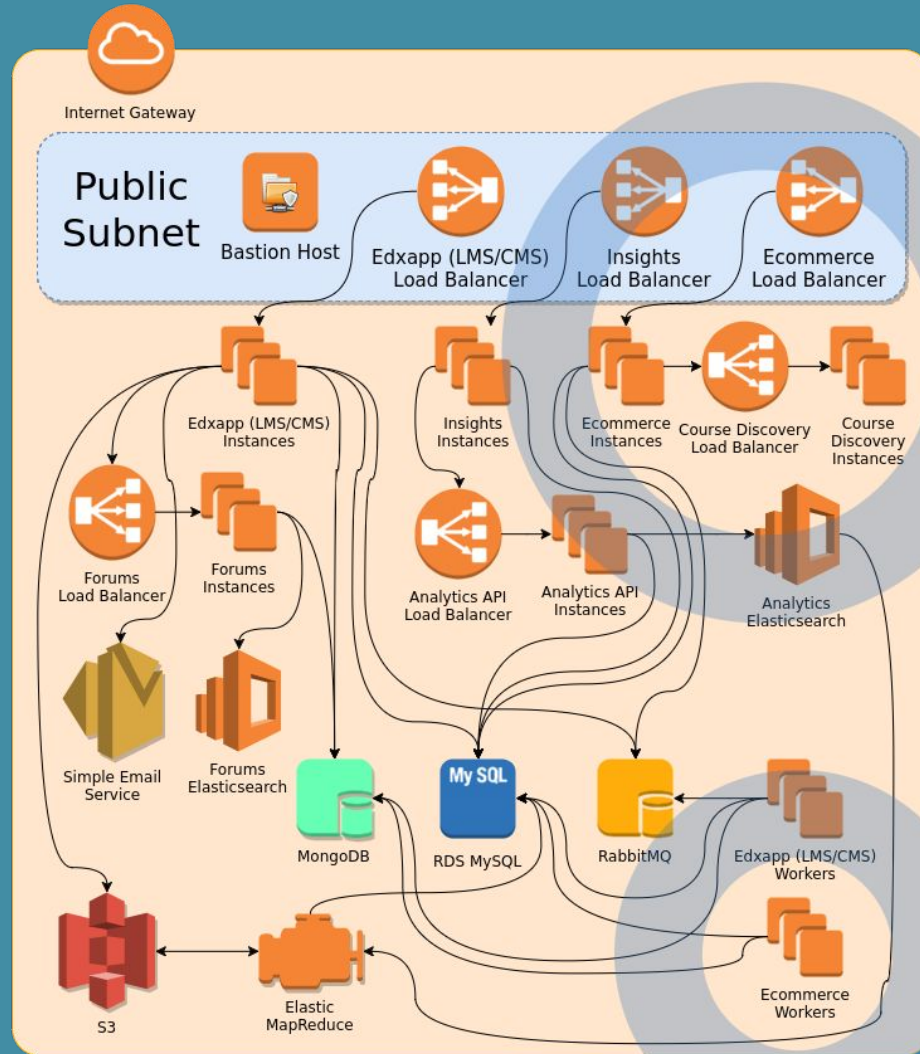 Internet Gateway
Public
Subnet
Bastion Host
Edxapp (LMS/CMS)
Load Balancer
Insights
Load Balancer
Ecommerce
Load Balancer
Edxapp (LMS/CMS)
Instances
Insights
Instances
Ecommerce
Instances
Course Discovery
Load Balancer
Course
Discovery
Instances
Forums
Load Balancer
Forums
Instances
Analytics API
Load Balancer
Analytics API
Instances
Analytics
Elasticsearch
Simple Email
Service
Forums
Elasticsearch
MongoDB
My SQL
RDS MySQL
RabbitMQ
Edxapp (LMS/CMS)
Workers
S3
Elastic
MapReduce
Ecommerce
Workers